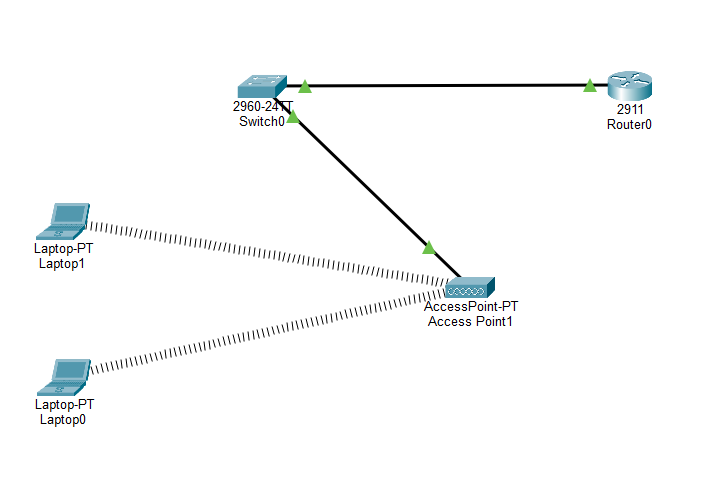 2960-24TT
Switch0
2911
Router0
Laptop-PT
Laptop1
AccessPoint-PT
Access Point1
Laptop-PT
Laptop0